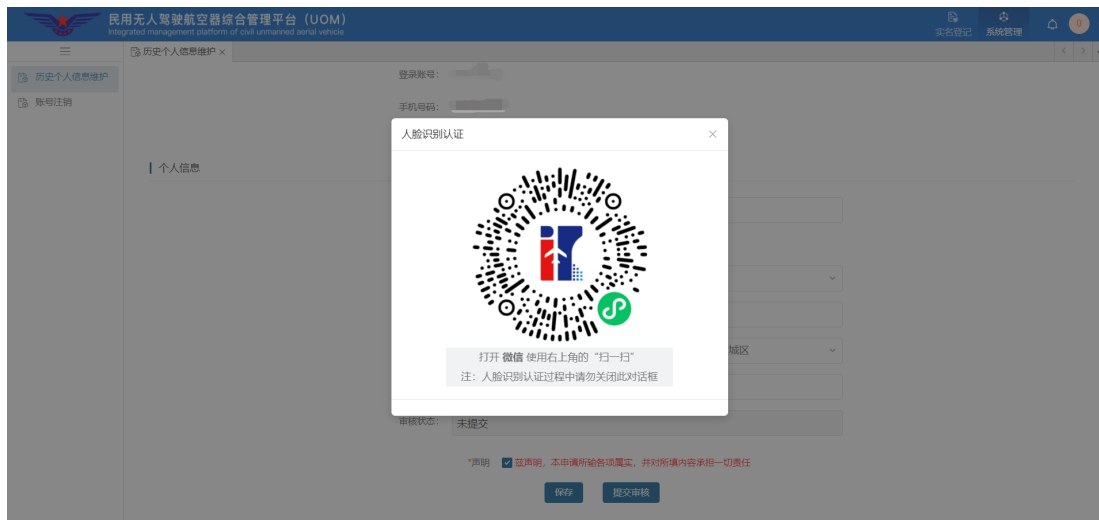 民用无人驾驶航空器综合管理平台（UOM）
Integrated management platform of civil unmanned aerial vehicle
实名登记
系统管理
0
历史个人信息维护 ×
历史个人信息维护
账号注销
登录账号：
手机号码：
人脸识别认证
个人信息
打开 微信 使用右上角的“扫一扫”
注：人脸识别认证过程中请勿关闭此对话框
城区
审核状态：
未提交
*声明
兹声明，本申请所输各项属实，并对所填内容承担一切责任
保存
提交审核